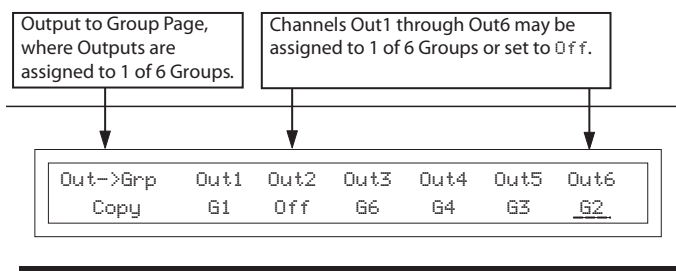 Output to Group Page,
where Outputs are
assigned to 1 of 6 Groups.
Channels Out1 through Out6 may be
assigned to 1 of 6 Groups or set to Off.
Out->Grp Out1 Out2 Out3 Out4 Out5 Out6
Copy G1 Off G6 G4 G3 G2